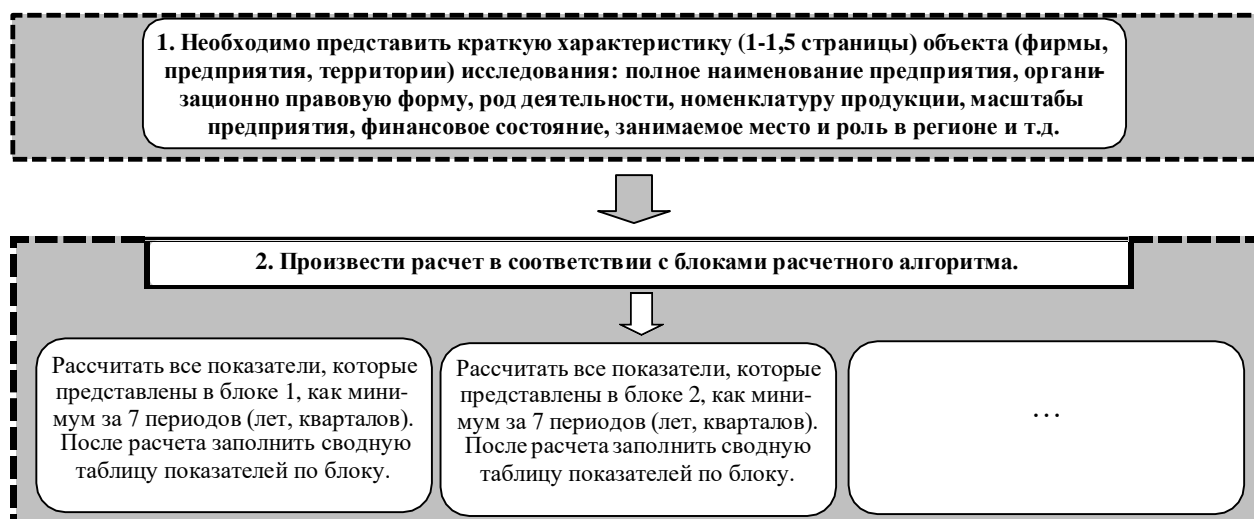 1. Необходимо представить краткую характеристику (1-1,5 страницы) объекта (фирмы,
предприятия, территории) исследования: полное наименование предприятия, органи-
зационно правовую форму, род деятельности, номенклатуру продукции, масштабы
предприятия, финансовое состояние, занимаемое место и роль в регионе и т.д.
2. Произвести расчет в соответствии с блоками расчетного алгоритма.
Рассчитать все показатели, которые
представлены в блоке 1, как мини-
мум за 7 периодов (лет, кварталов).
После расчета заполнить сводную
таблицу показателей по блоку.
Рассчитать все показатели, которые
представлены в блоке 2, как мини-
мум за 7 периодов (лет, кварталов).
После расчета заполнить сводную
таблицу показателей по блоку.
…